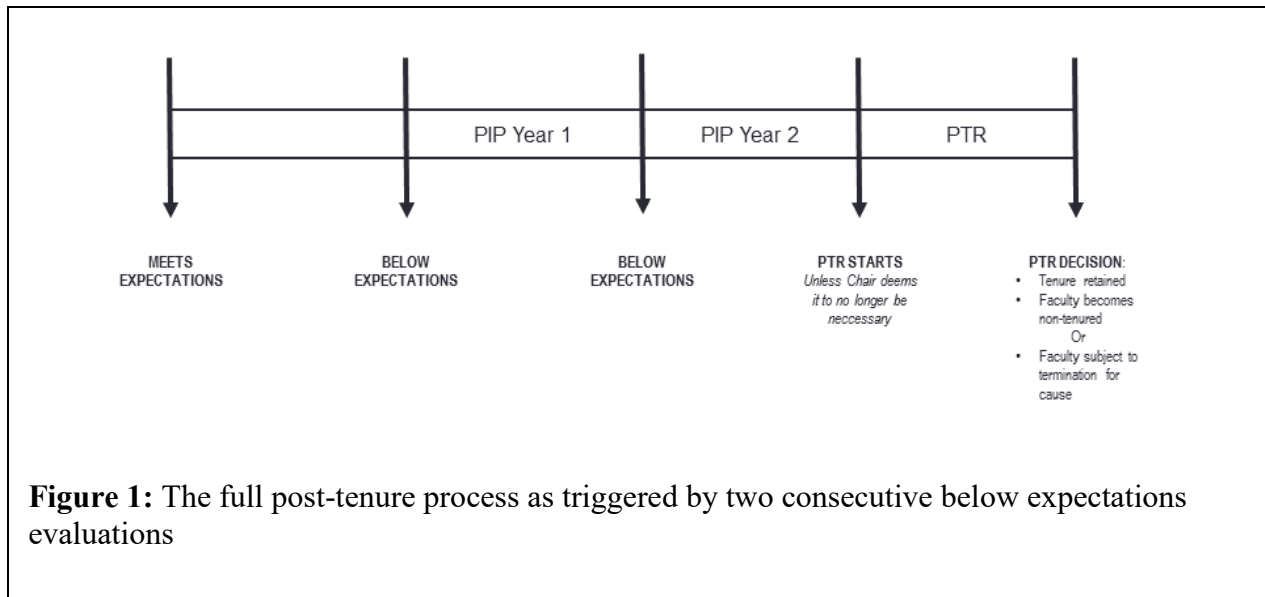 PIP Year 1
PIP Year 2
PTR
MEETS
EXPECTATIONS
BELOW
EXPECTATIONS
BELOW
EXPECTATIONS
PTR STARTS
Unless Chair deems
it to no longer be
neccessary
PTR DECISION:
• Tenure retained
• Faculty becomes
non-tenured
Or
• Faculty subject to
termination for
cause
Figure 1: The full post-tenure process as triggered by two consecutive below expectations
evaluations